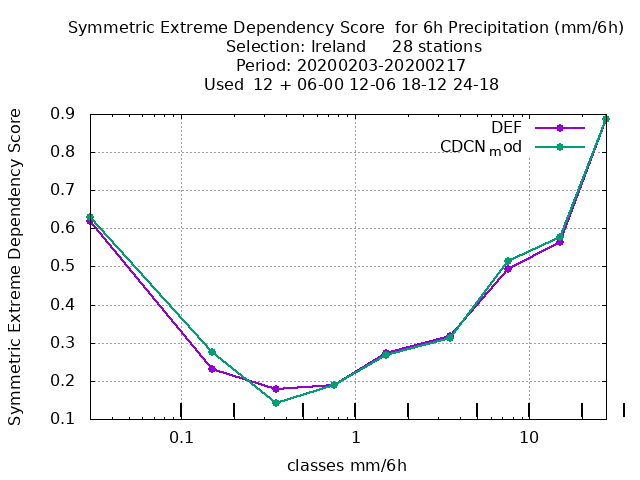 Symmetric Extreme Dependency Score  for 6h Precipitation (mm/6h)
Selection: Ireland     28 stations
Period: 20200203-20200217
Used  12 + 06-00 12-06 18-12 24-18
Symmetric Extreme Dependency Score
0.9
0.8
0.7
0.6
0.5
0.4
0.3
0.2
0.1
DEF
CDCNmod
0.1
1
10
classes mm/6h